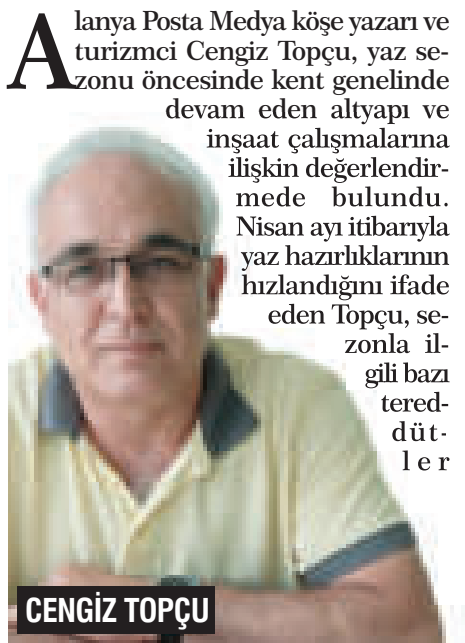 Alanya Posta Medya köşe yazarı ve
turizmci Cengiz Topçu, yaz se-
zonu öncesinde kent genelinde
devam eden altyapı ve
inşaat çalışmalarına
ilişkin değerlendir-
mede bulundu.
Nisan ayı itibarıyla
yaz hazırlıklarının
hızlandığını ifade
eden Topçu, se-
zonla il-
gili bazı
tered-
düt-
ler
CENGİZ TOPÇU